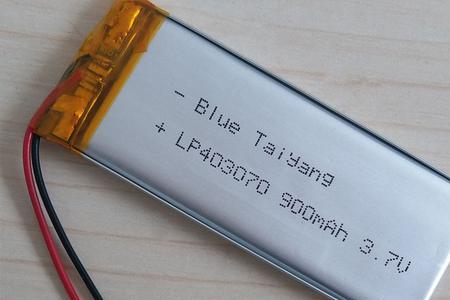 - Blue Taiyang
+ LP403070 900mAh 3.7V